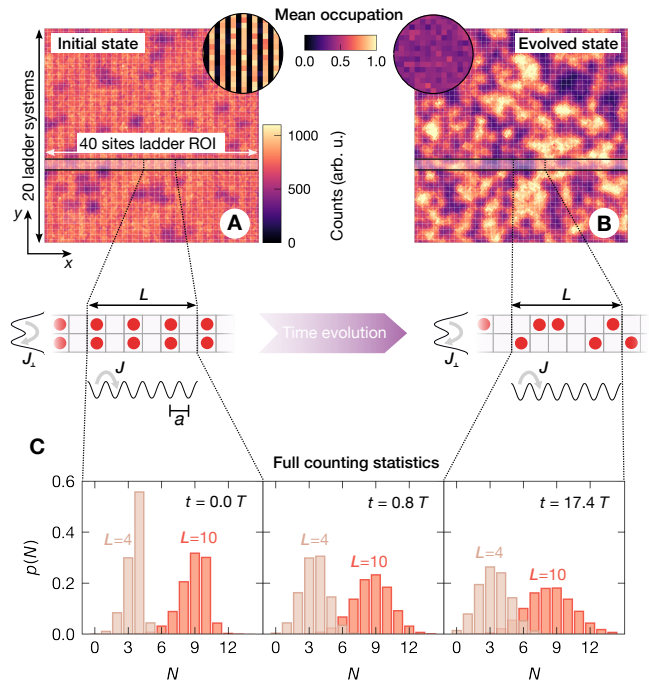 Mean occupation
Initial state
Evolved state
0.0 0.5 1.0
20 ladder systems
40 sites ladder ROI
1000
500
0
Counts (arb. u.)
y
x
A
B
L
L
Time evolution
J⊥
J
a
J⊥
J
C
Full counting statistics
p(N)
0.6
0.4
0.2
0.0
t = 0.0 T
L=4
L=10
t = 0.8 T
L=4
L=10
t = 17.4 T
L=4
L=10
0 3 6 9 12
0 3 6 9 12
0 3 6 9 12
N
N
N